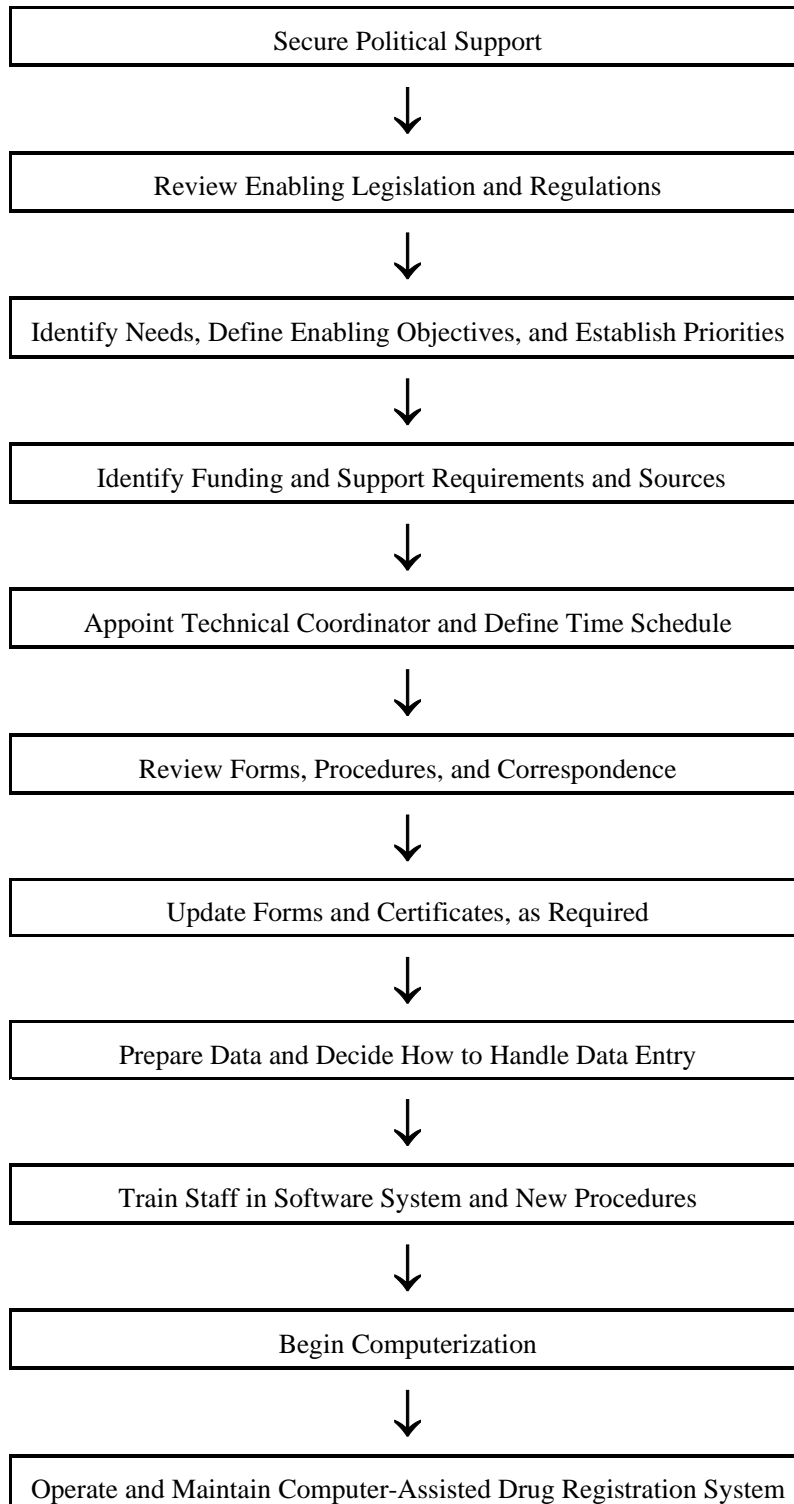 Secure Political Support
Review Enabling Legislation and Regulations
Identify Needs, Define Enabling Objectives, and Establish Priorities
Identify Funding and Support Requirements and Sources
Appoint Technical Coordinator and Define Time Schedule
Review Forms, Procedures, and Correspondence
Update Forms and Certificates, as Required
Prepare Data and Decide How to Handle Data Entry
Train Staff in Software System and New Procedures
Begin Computerization
Operate and Maintain Computer-Assisted Drug Registration System